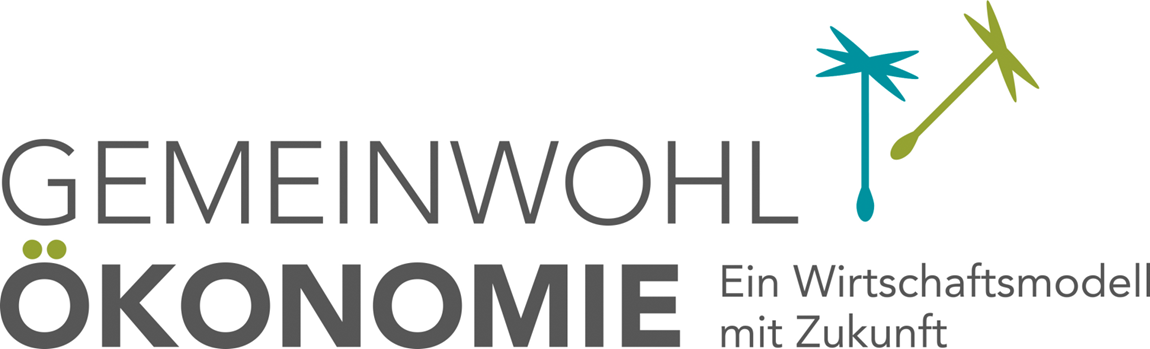 GEMEINWOHL
ÖKONOMIE
Ein Wirtschaftsmodell
mit Zukunft